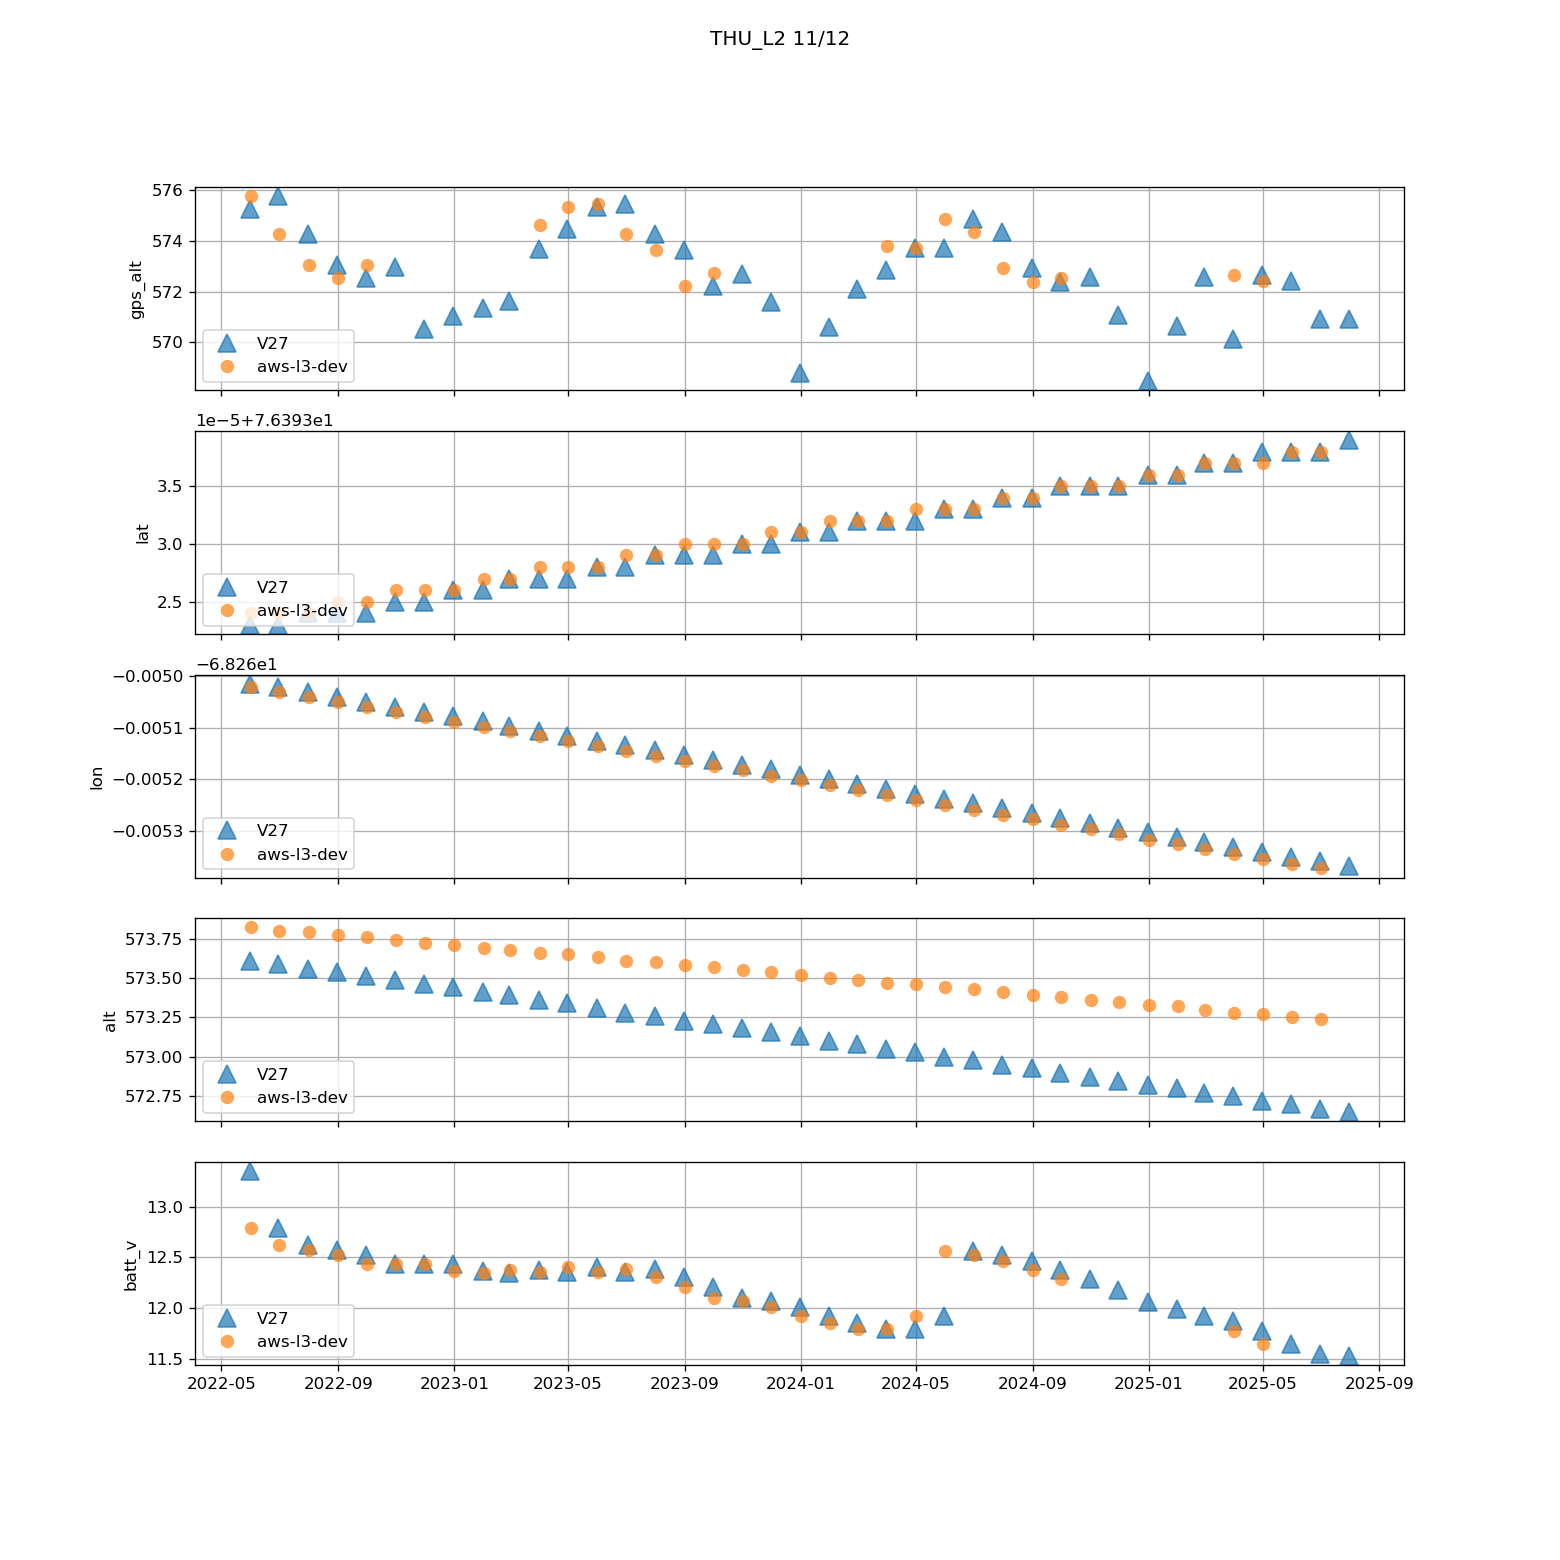 THU_L2 11/12
576
574
572
570
gps_alt
V27
aws-l3-dev
1e−5+7.6393e1
3.5
3.0
2.5
lat
V27
aws-l3-dev
−6.826e1
−0.0050
−0.0051
−0.0052
−0.0053
lon
V27
aws-l3-dev
573.75
573.50
573.25
573.00
572.75
alt
V27
aws-l3-dev
13.0
12.5
12.0
11.5
batt_v
V27
aws-l3-dev
2022-05 2022-09 2023-01 2023-05 2023-09 2024-01 2024-05 2024-09 2025-01 2025-05 2025-09